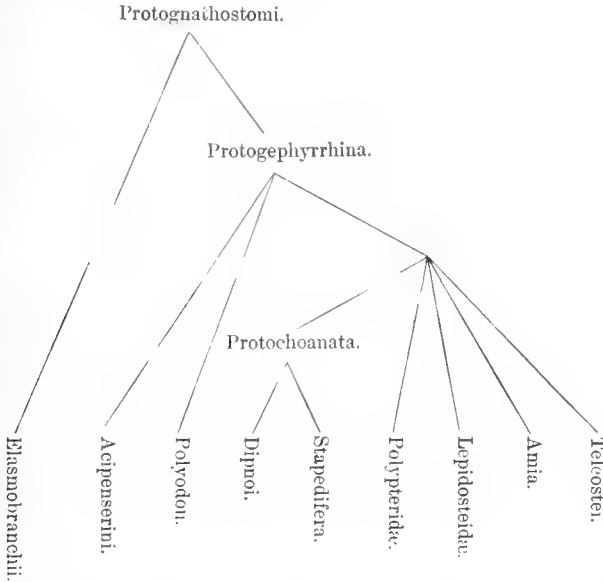 Protognathostomi.
Protogephyrrhina.
Protochoanata.
Elasmobranchii.
Acipenserini.
Polyodon.
Dipnoi.
Stapedifera.
Polypteridæ.
Lepidosteidæ.
Amia.
Teleostei.